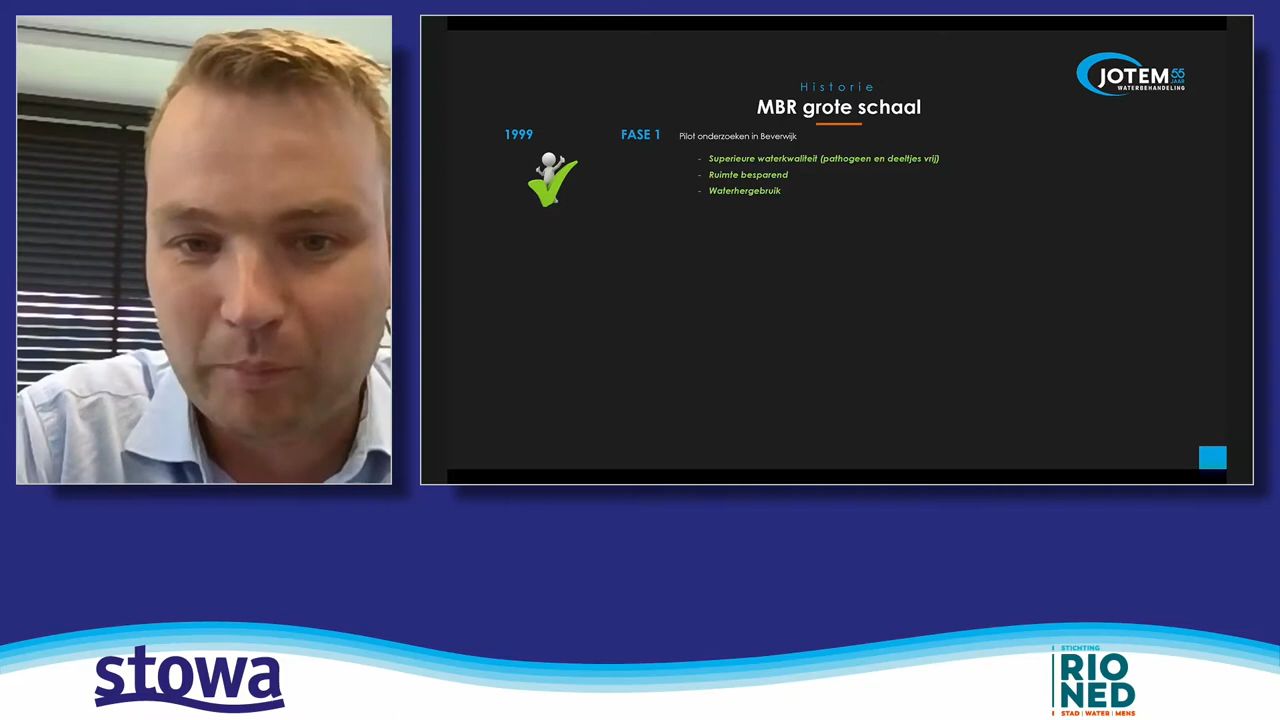 Historie
MBR grote schaal
1999
FASE 1
Pilot onderzoeken in Beverwijk
- Superieure waterkwaliteit (pathogeen en deeltjes vrij)
- Ruimte besparend
- Waterhergebruik
JOTEM 55
JAAR
WATERBEHANDELING
stowa
STICHTING
RIO
NED
STAD | WATER | MENS